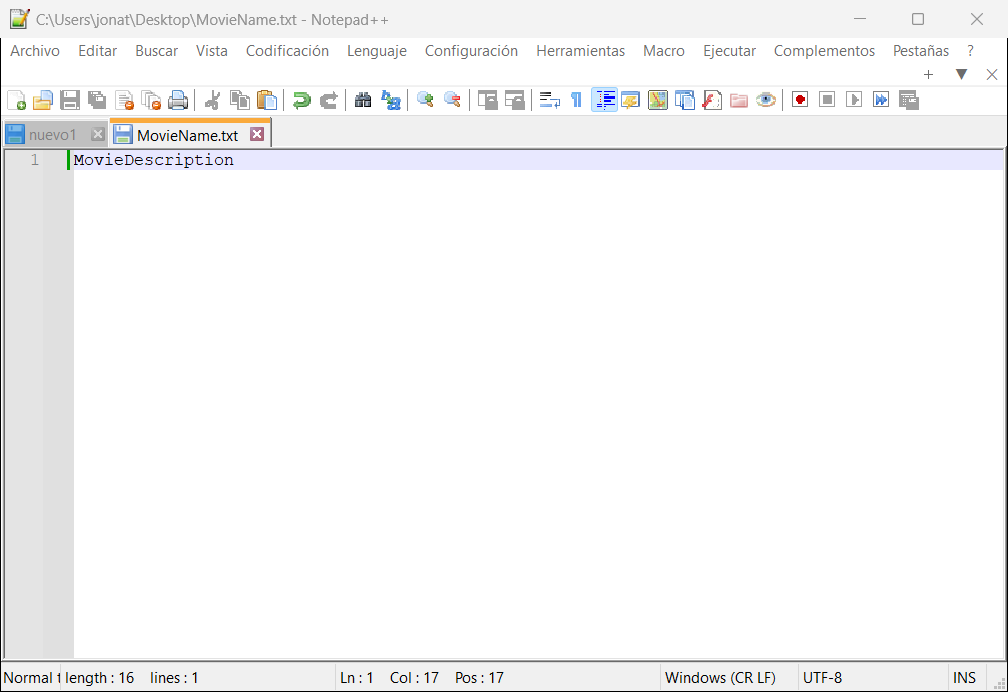 C:\Users\jonat\Desktop\MovieName.txt - Notepad++
Archivo Editar Buscar Vista Codificación Lenguaje Configuración Herramientas Macro Ejecutar Complementos Pestañas ?
+ ▼ X
nuevo1 MovieName.txt
1 MovieDescription
Normal t length : 16 lines : 1 Ln : 1 Col : 17 Pos : 17 Windows (CR LF) UTF-8 INS